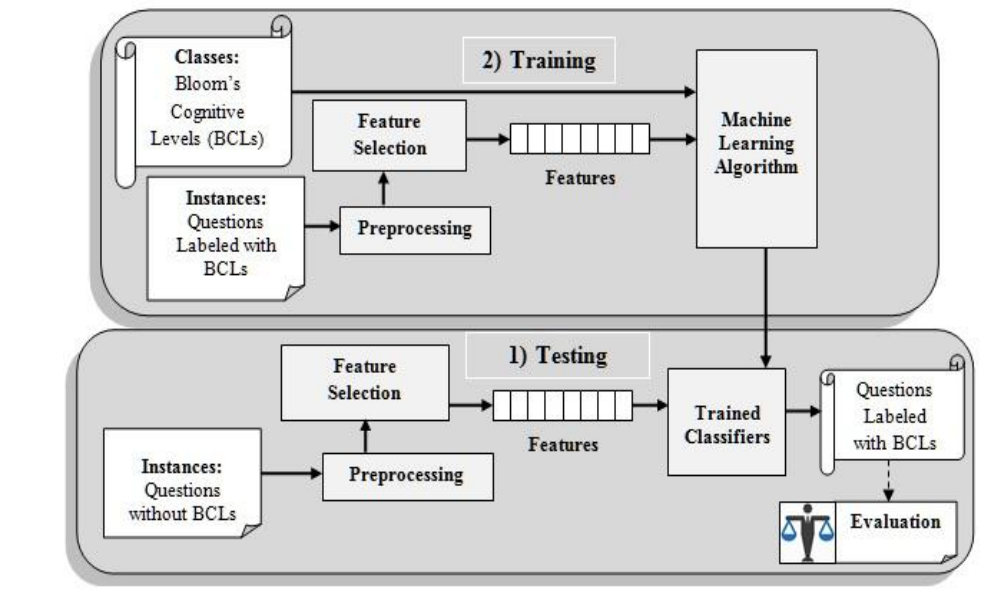 2) Training
Classes:
Bloom's
Cognitive
Levels (BCLs)
Feature
Selection
Features
Machine
Learning
Algorithm
Instances:
Questions
Labeled with
BCLs
Preprocessing
1) Testing
Feature
Selection
Features
Trained
Classifiers
Questions
Labeled
with BCLs
Instances:
Questions
without BCLs
Preprocessing
Evaluation